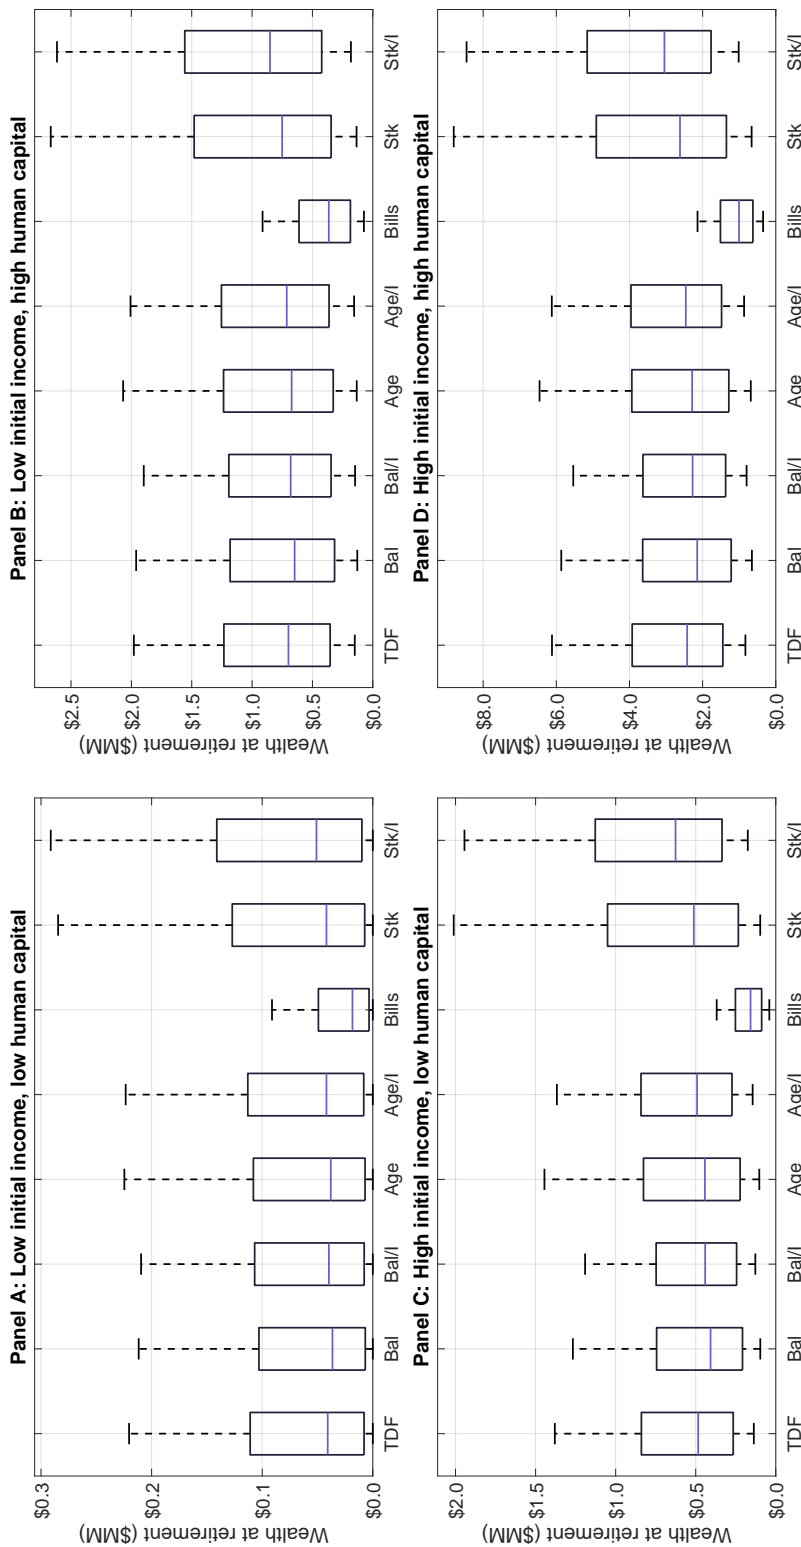 Panel A: Low initial income, low human capital
Wealth at retirement ($MM)
$0.3
$0.2
$0.1
$0.0
TDF Bal Bal/I Age Age/I Bills Stk Stk/I
Panel B: Low initial income, high human capital
Wealth at retirement ($MM)
$2.5
$2.0
$1.5
$1.0
$0.5
$0.0
TDF Bal Bal/I Age Age/I Bills Stk Stk/I
Panel C: High initial income, low human capital
Wealth at retirement ($MM)
$2.0
$1.5
$1.0
$0.5
$0.0
TDF Bal Bal/I Age Age/I Bills Stk Stk/I
Panel D: High initial income, high human capital
Wealth at retirement ($MM)
$8.0
$6.0
$4.0
$2.0
$0.0
TDF Bal Bal/I Age Age/I Bills Stk Stk/I